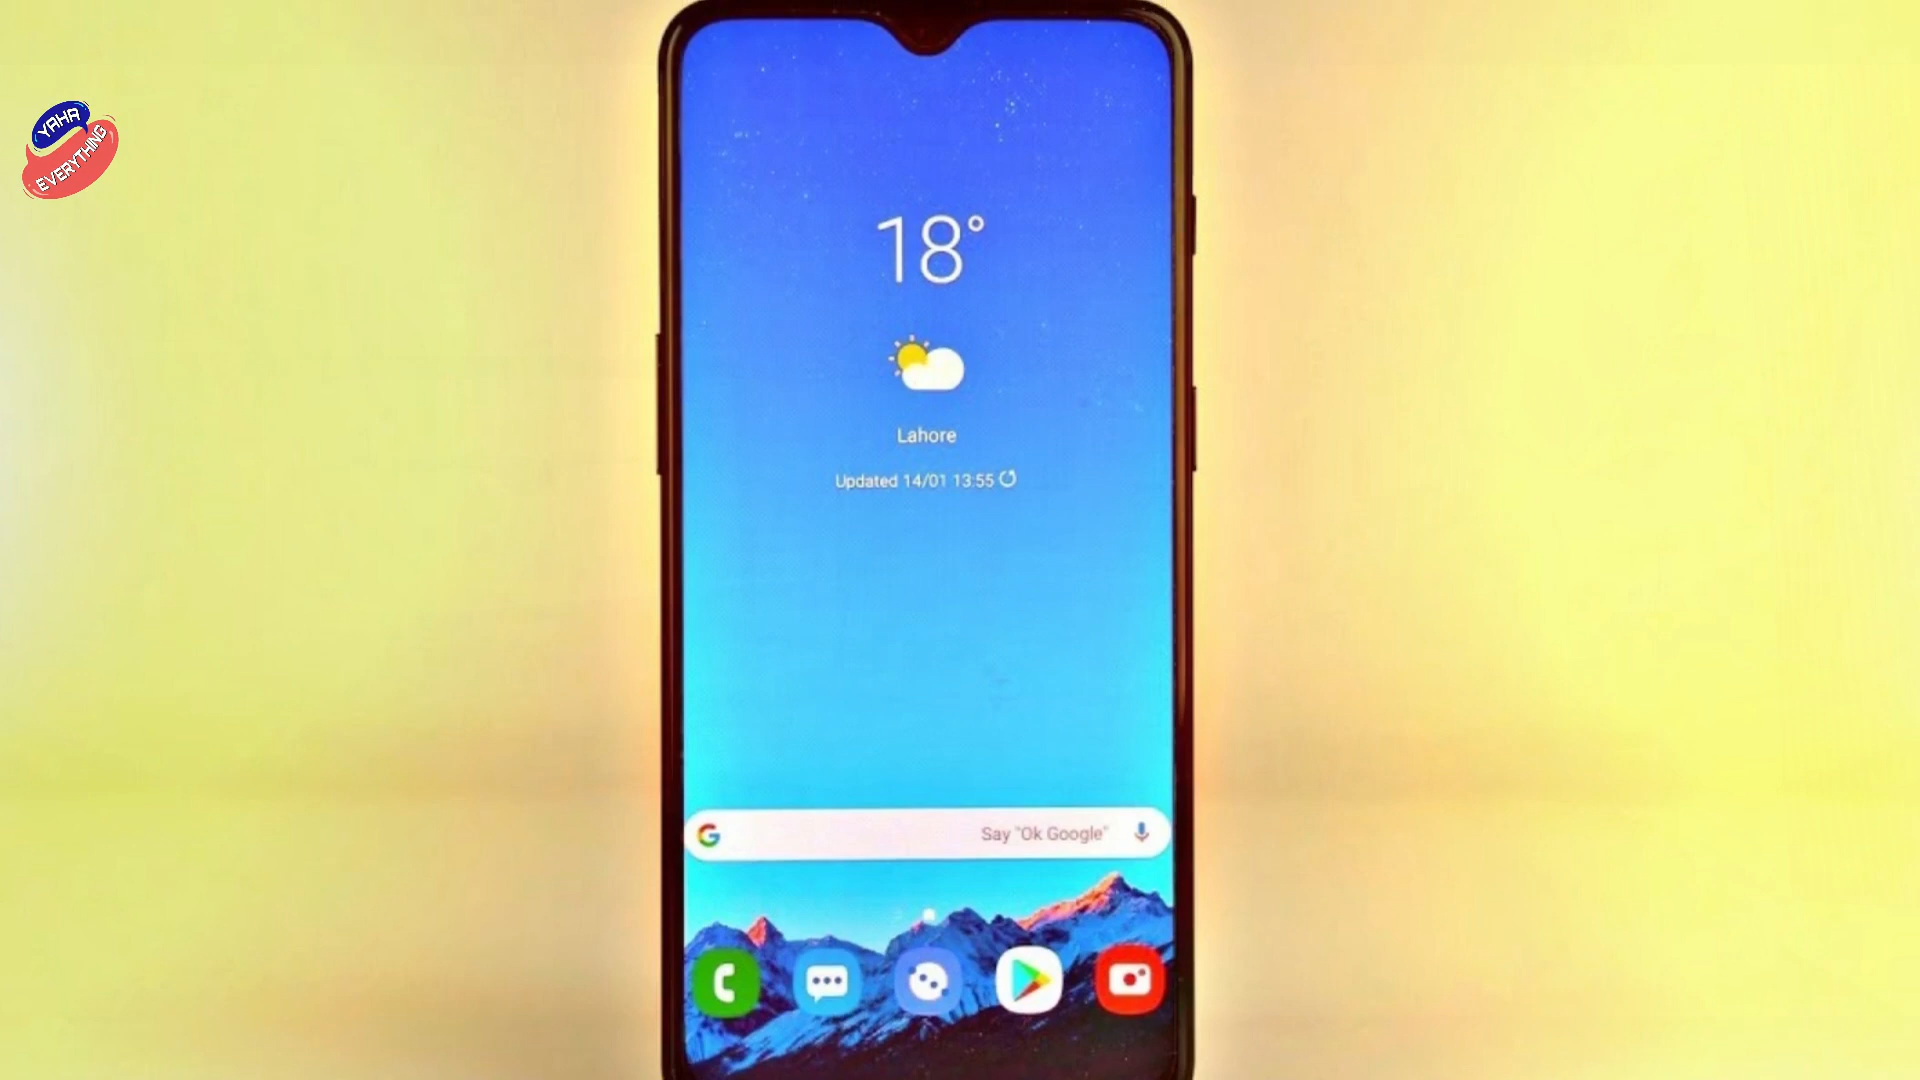 YAHA
EVERYTHING
18°
Lahore
Updated 14/01 13:55
Say "Ok Google"